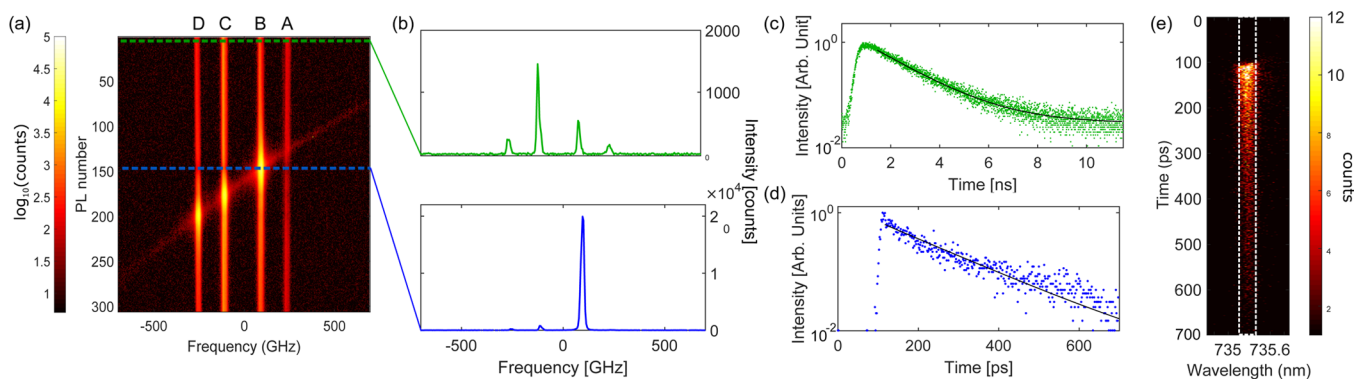 (a)
D C B A
5
4.5
4
3.5
3
2.5
2
1.5
1
log10(counts)
PL number
50
100
150
200
250
300
-500 0 500
Frequency (GHz)
(b)
2000
1000
0
Intensity [counts]
×10^4
2
0
1
0
-500 0 500
Frequency [GHz]
(c)
Intensity [Arb. Unit]
10^0
10^-2
0 2 4 6 8 10
Time [ns]
(d)
Intensity [Arb. Units]
10^0
10^-2
0 200 400 600
Time [ps]
(e)
0
100
200
300
400
500
600
700
Time (ps)
735 735.6
Wavelength (nm)
12
10
8
6
4
2
counts